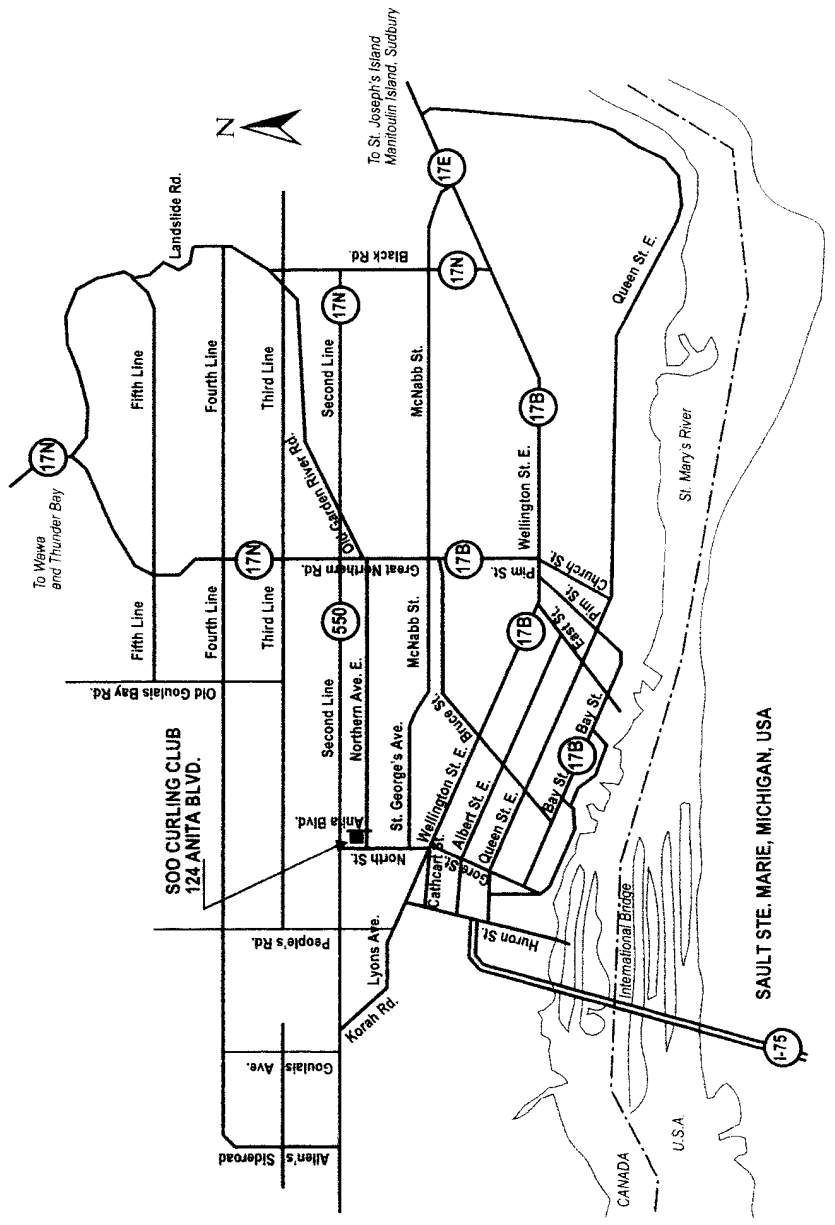 N
To St. Joseph's Island
Manitoulin Island, Sudbury
17E
Landslide Rd.
Black Rd.
17N
17N
Queen St. E.
Fifth Line
Fourth Line
Third Line
Second Line
McNabb St.
17B
Wellington St. E.
St. Mary's River
17N
To Wawa
and Thunder Bay
Old Garden River Rd.
17N
Great Northern Rd.
17B
Pim St.
Church St.
Pim St.
East St.
Fifth Line
Fourth Line
Third Line
550
Second Line
Northern Ave. E.
McNabb St.
17B
Old Goulais Bay Rd.
St. George's Ave.
Bruce St.
Wellington St. E.
Albert St. E.
Queen St. E.
Bay St.
17B
Bay St.
SOO CURLING CLUB
124 ANITA BLVD.
Anita Blvd.
North St.
Cathcart St.
Gore St.
People's Rd.
Lyons Ave.
Korah Rd.
Huron St.
International Bridge
SAULT STE. MARIE, MICHIGAN, USA
I-75
Goulais
Ave.
Allen's
Sideroad
CANADA
U.S.A.